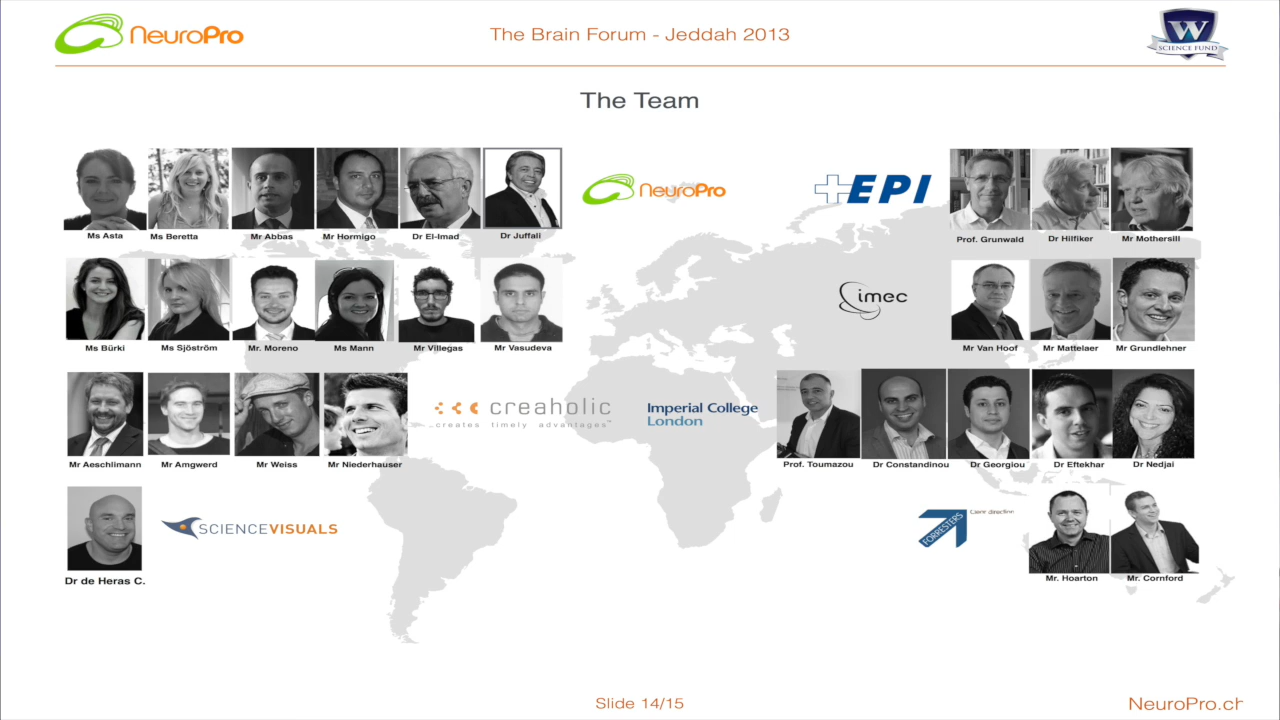 NeuroPro
The Brain Forum - Jeddah 2013
W
SCIENCE FUND
The Team
Ms Asta
Ms Beretta
Mr Abbas
Mr Hormigo
Dr El-Imad
Dr Juffali
NeuroPro
EPI
Prof. Grunwald
Dr Hilfiker
Mr Mothersill
Ms Bürki
Ms Sjöström
Mr. Moreno
Ms Mann
Mr Villegas
Mr Vasudeva
imec
Mr Van Hoof
Mr Mattelaer
Mr Grundlehner
Mr Aeschlimann
Mr Amgwerd
Mr Weiss
Mr Niederhauser
creaholic
...creates timely advantages™
Imperial College
London
Prof. Toumazou
Dr Constandinou
Dr Georgiou
Dr Eftekhar
Dr Nedjai
Dr de Heras C.
SCIENCEVISUALS
FORRESTERS
Clear direction
Mr. Hoarton
Mr. Cornford
Slide 14/15
NeuroPro.ch